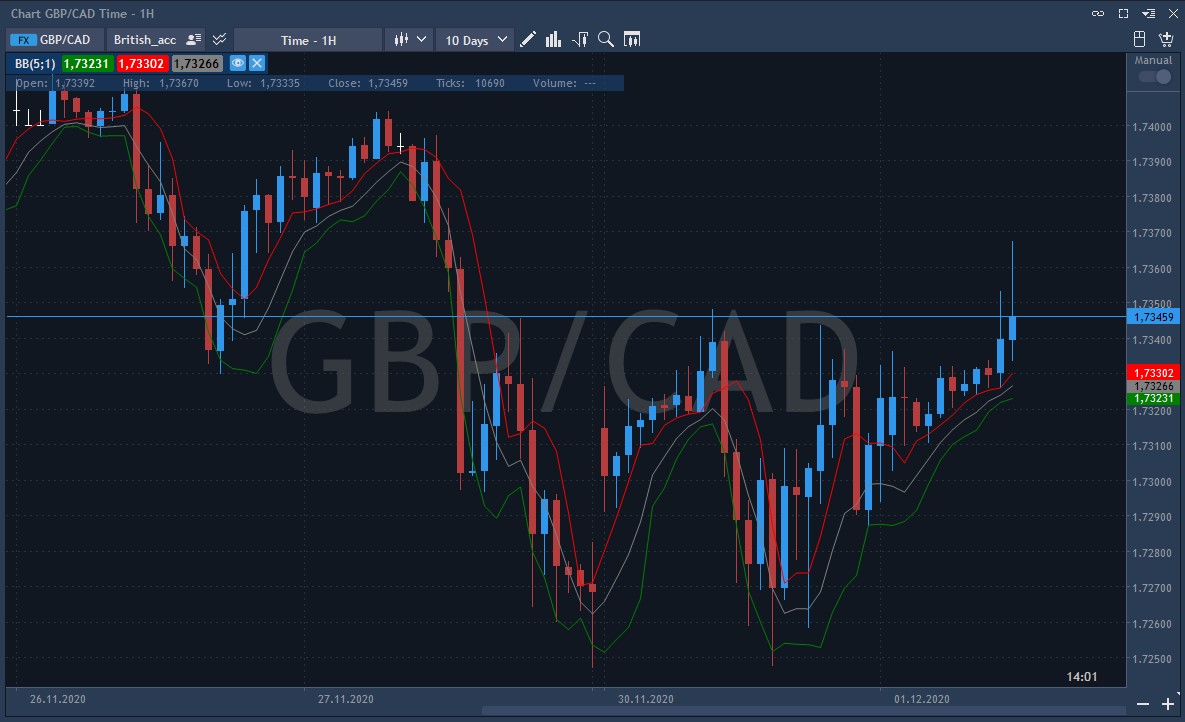 Chart GBP/CAD Time - 1H
FX GBP/CAD British_acc Time - 1H 10 Days
BB(5;1) 1,73231 1,73302 1,73266
Open: 1,73392 High: 1,73670 Low: 1,73335 Close: 1,73459 Ticks: 10690 Volume: ---
Manual
GBP/CAD
1.74000
1.73900
1.73800
1.73700
1.73600
1.73500
1,73459
1.73400
1,73302
1,73266
1,73231
1.73200
1.73100
1.73000
1.72900
1.72800
1.72700
1.72600
1.72500
14:01
26.11.2020 27.11.2020 30.11.2020 01.12.2020